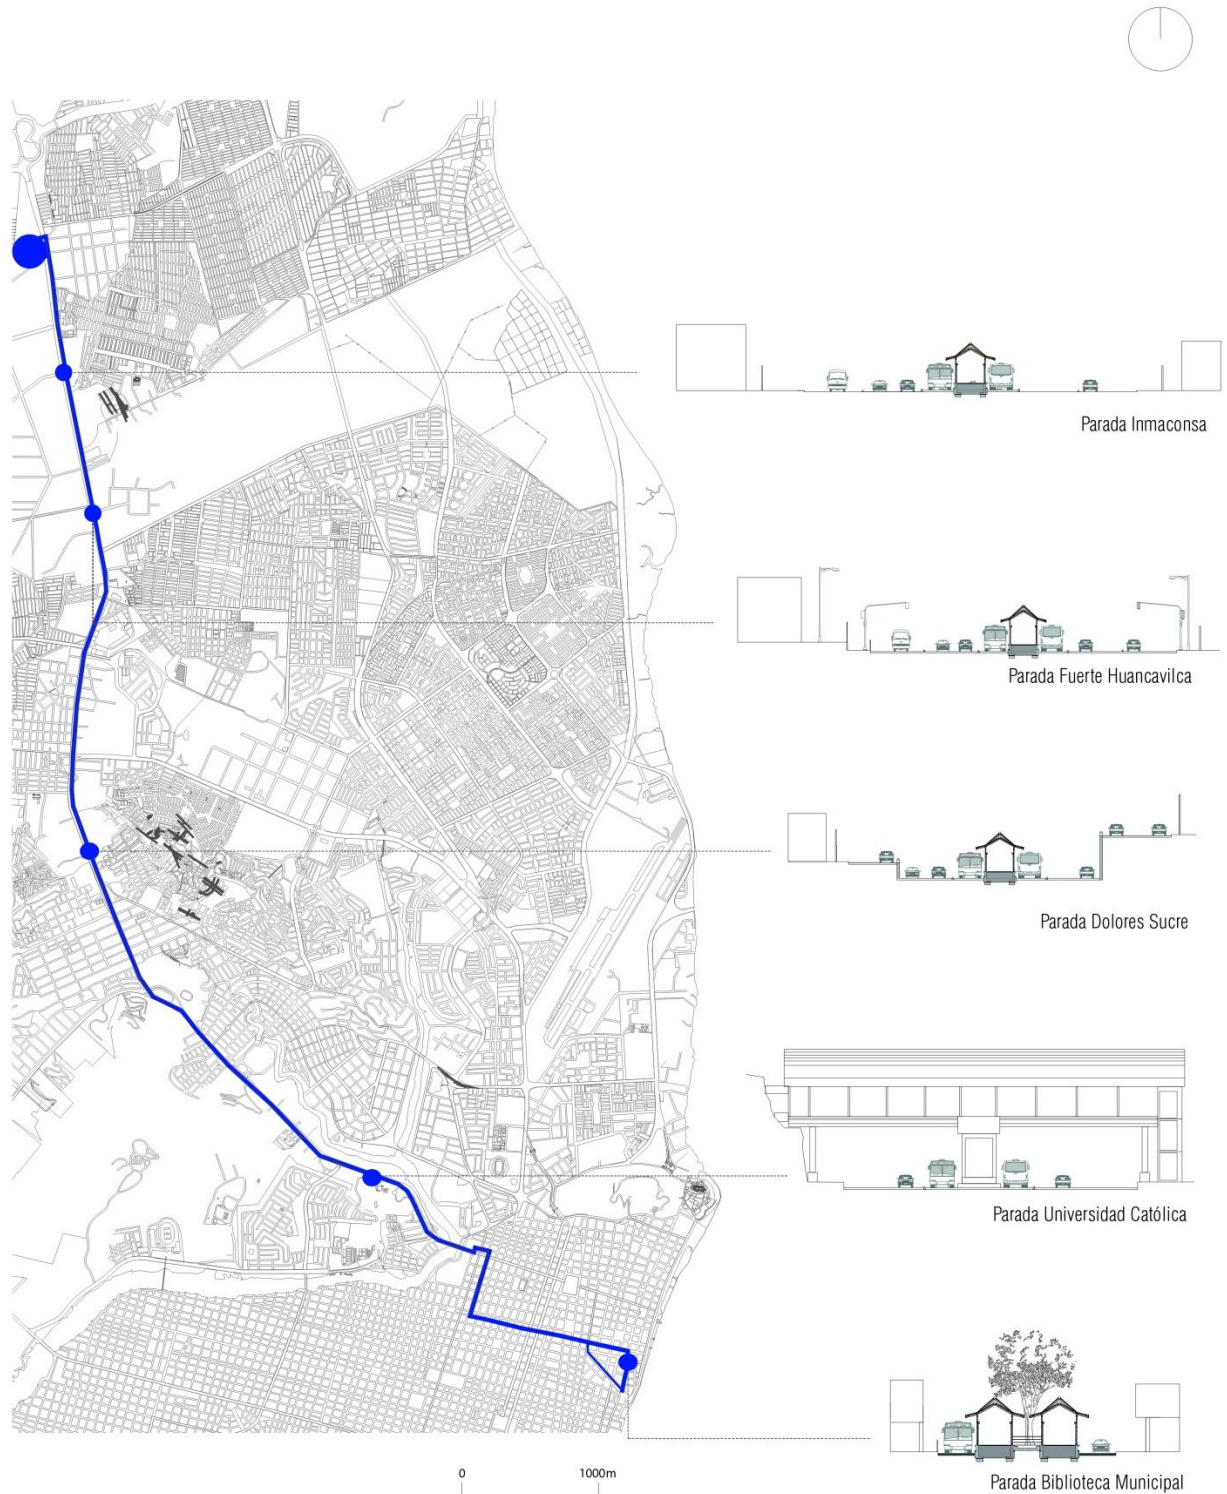 Parada Inmaconsa
Parada Fuerte Huancavilca
Parada Dolores Sucre
Parada Universidad Católica
Parada Biblioteca Municipal
0 1000m